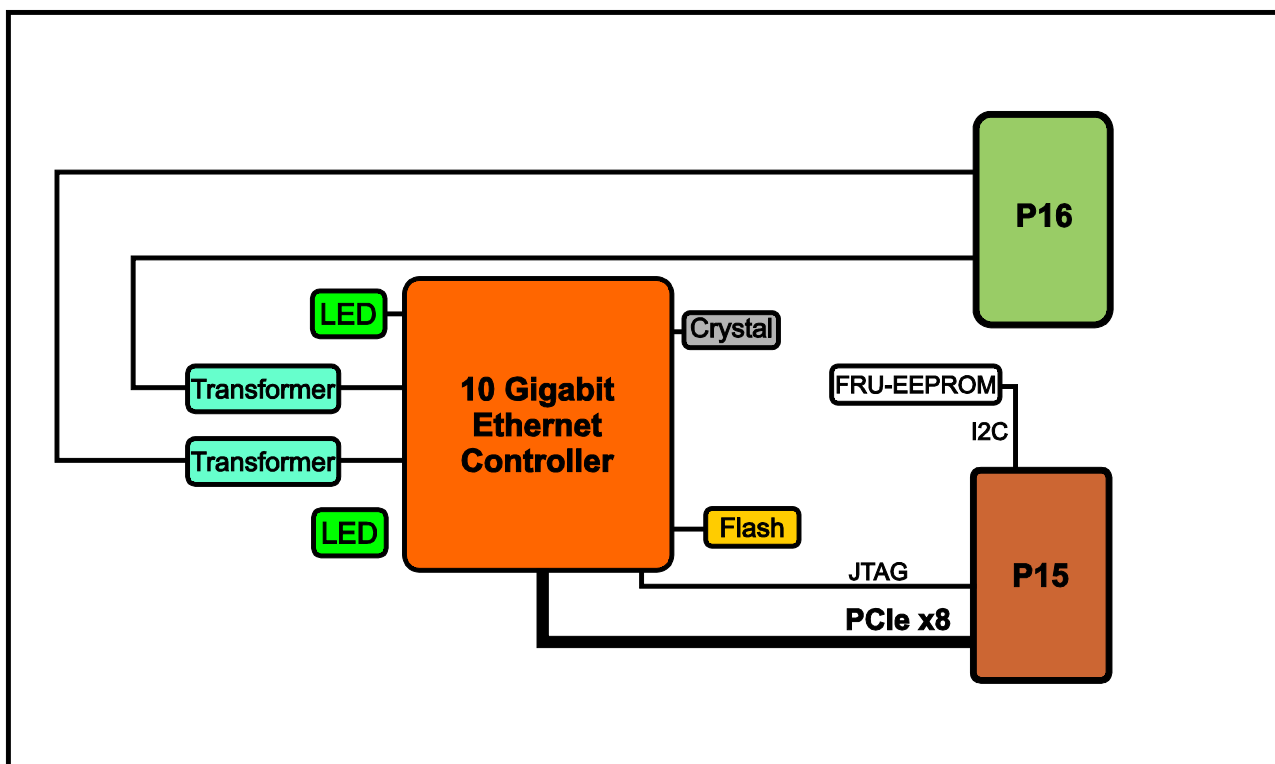 P16
LED
Crystal
Transformer
10 Gigabit
Ethernet
Controller
FRU-EEPROM
I2C
Transformer
LED
Flash
JTAG
P15
PCIe x8